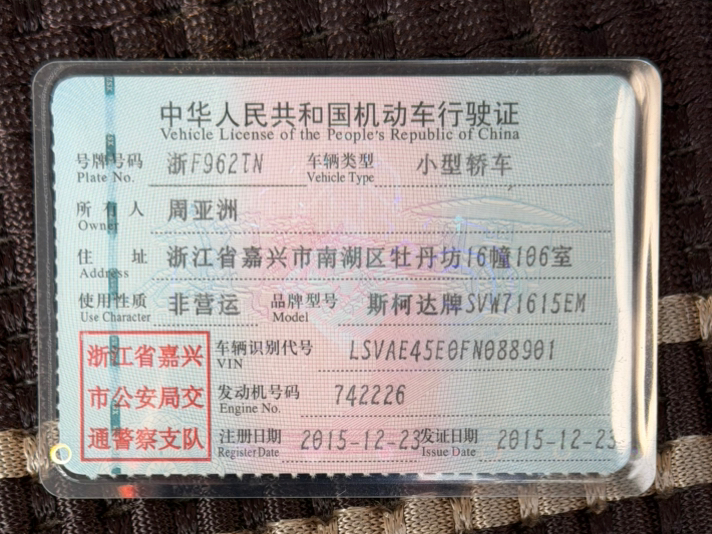 中华人民共和国机动车行驶证
Vehicle License of the People's Republic of China
号牌号码 浙F962TN 车辆类型 小型轿车
Plate No. Vehicle Type
所有人 周亚洲
Owner
住址 浙江省嘉兴市南湖区牡丹坊16幢106室
Address
使用性质 非营运 品牌型号 斯柯达牌SVW71615EM
Use Character Model
浙江省嘉兴
市公安局交
通警察支队
车辆识别代号 LSVAE45E0FN088901
VIN
发动机号码 742226
Engine No.
注册日期 2015-12-23 发证日期 2015-12-23
Register Date Issue Date